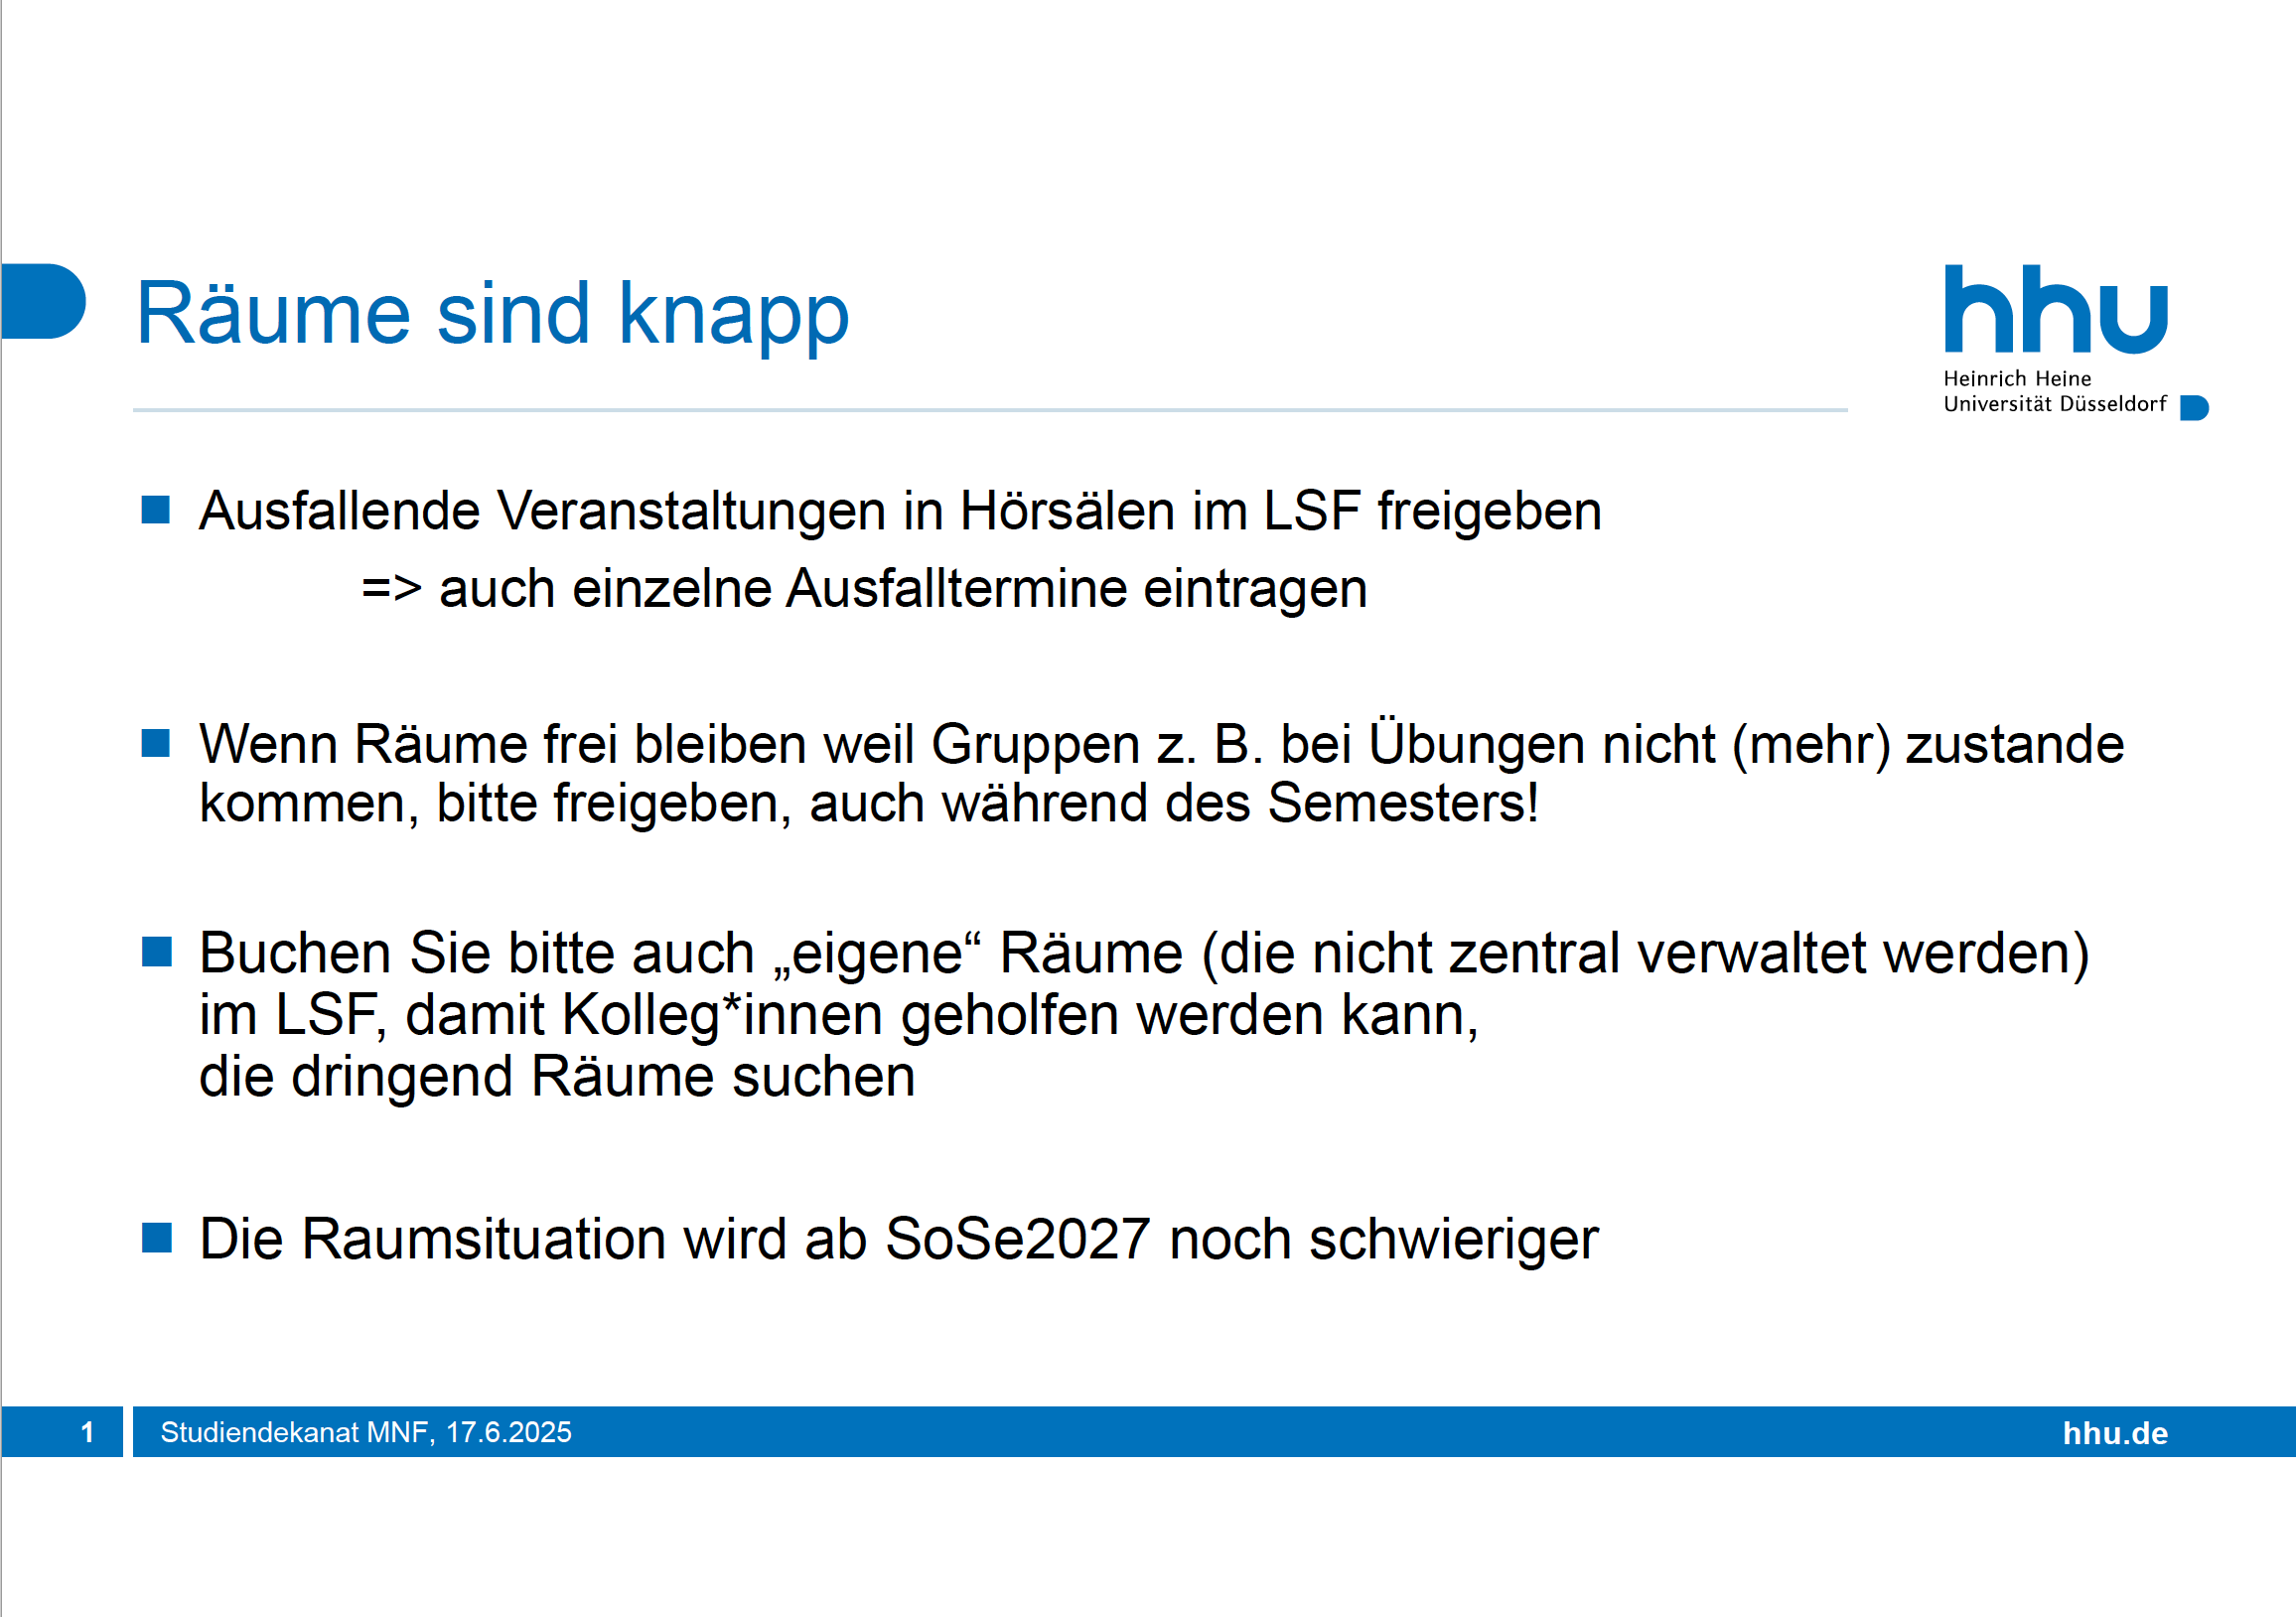 Räume sind knapp
hhu
Heinrich Heine
Universität Düsseldorf
Ausfallende Veranstaltungen in Hörsälen im LSF freigeben
=> auch einzelne Ausfalltermine eintragen
Wenn Räume frei bleiben weil Gruppen z. B. bei Übungen nicht (mehr) zustande
kommen, bitte freigeben, auch während des Semesters!
Buchen Sie bitte auch „eigene“ Räume (die nicht zentral verwaltet werden)
im LSF, damit Kolleg*innen geholfen werden kann,
die dringend Räume suchen
Die Raumsituation wird ab SoSe2027 noch schwieriger
1 Studiendekanat MNF, 17.6.2025 hhu.de